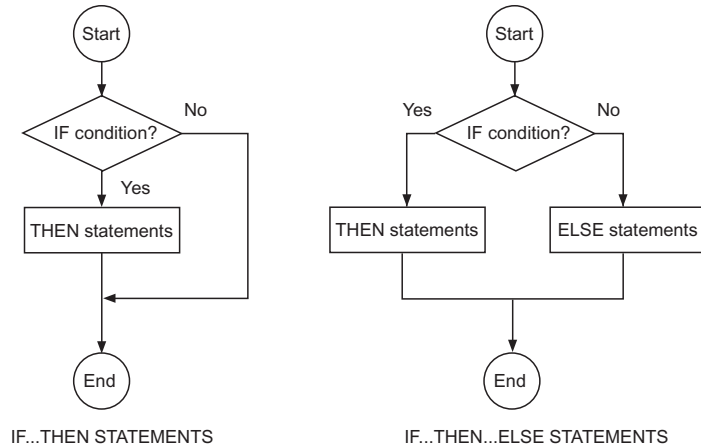 Start
IF condition?
No
Yes
THEN statements
End
IF...THEN STATEMENTS
Start
Yes
IF condition?
No
THEN statements
ELSE statements
End
IF...THEN...ELSE STATEMENTS